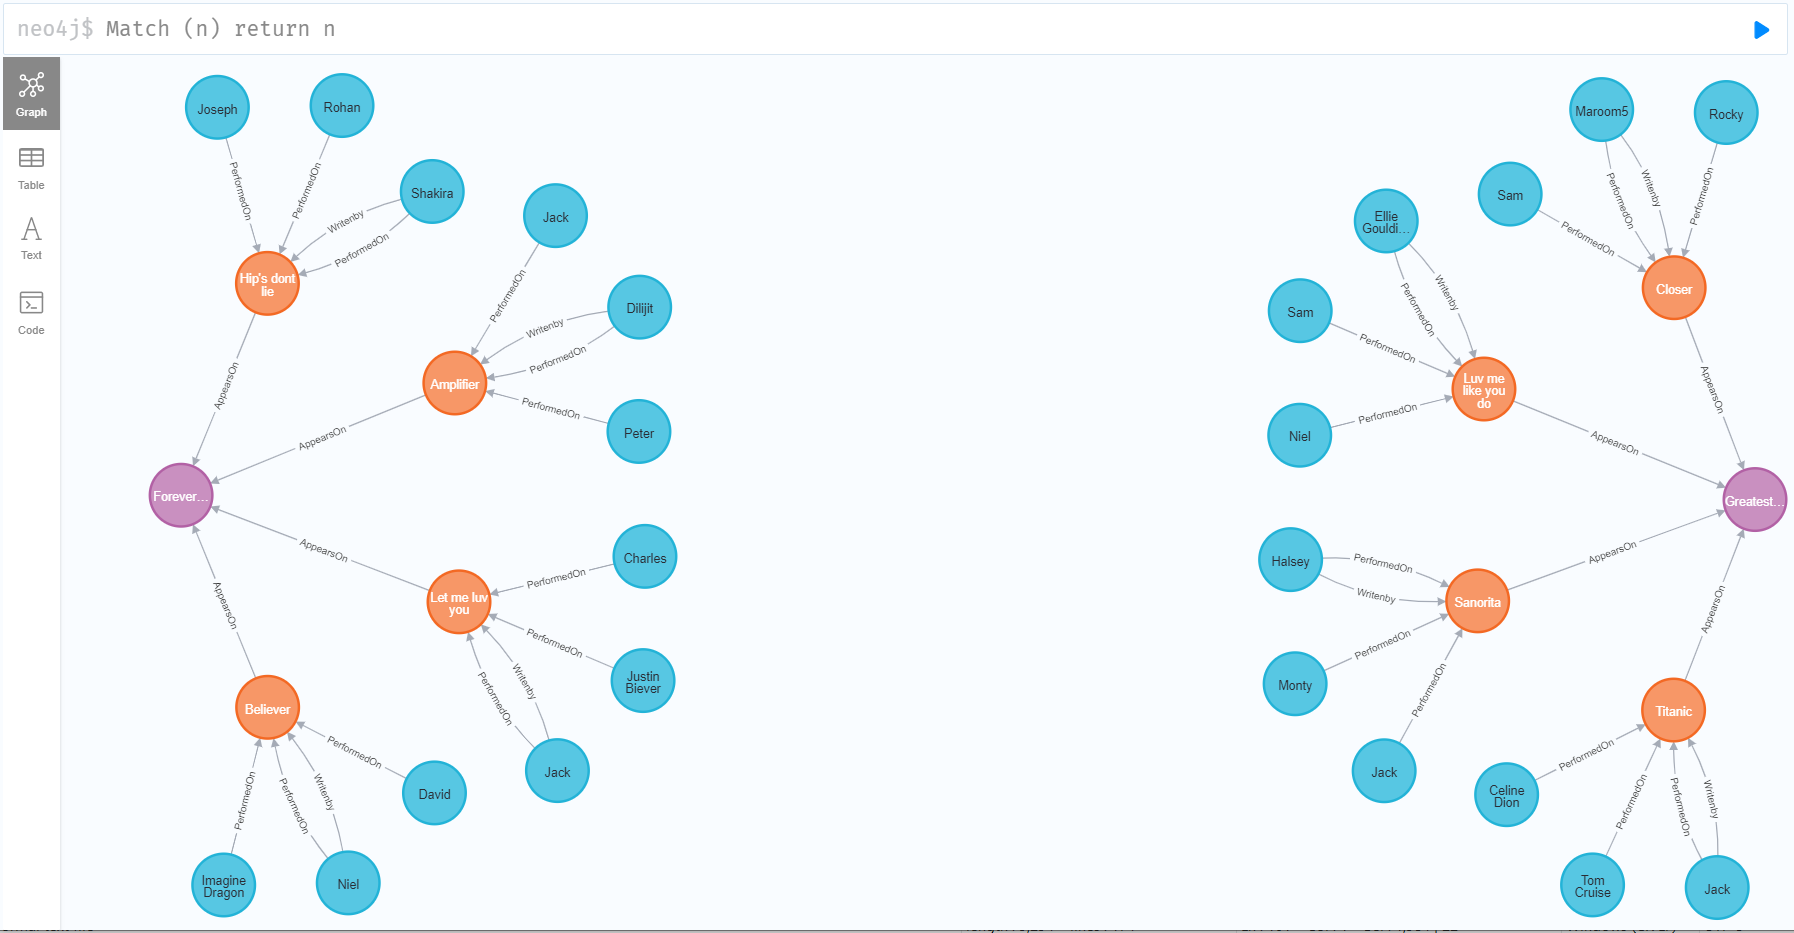 neo4j$ Match (n) return n
Graph
Table
Text
Code
Joseph
Rohan
Shakira
Jack
PerformedOn
PerformedOn
Writenby
PerformedOn
Hip's dont
lie
PerformedOn
Dilijit
Writenby
PerformedOn
Amplifier
PerformedOn
Peter
AppearsOn
AppearsOn
Forever...
AppearsOn
AppearsOn
Charles
PerformedOn
Let me luv
you
PerformedOn
Justin
Biever
Writenby
PerformedOn
Jack
Believer
PerformedOn
David
PerformedOn
PerformedOn
Writenby
Imagine
Dragon
Niel
Maroom5
Rocky
Sam
PerformedOn
Writenby
PerformedOn
PerformedOn
Closer
Ellie
Gouldi...
Writenby
PerformedOn
Sam
PerformedOn
Luv me
like you
do
Niel
PerformedOn
AppearsOn
AppearsOn
Greatest...
AppearsOn
AppearsOn
Halsey
PerformedOn
Writenby
Sanorita
PerformedOn
Monty
PerformedOn
Jack
Titanic
PerformedOn
Celine
Dion
PerformedOn
PerformedOn
Writenby
Tom
Cruise
Jack